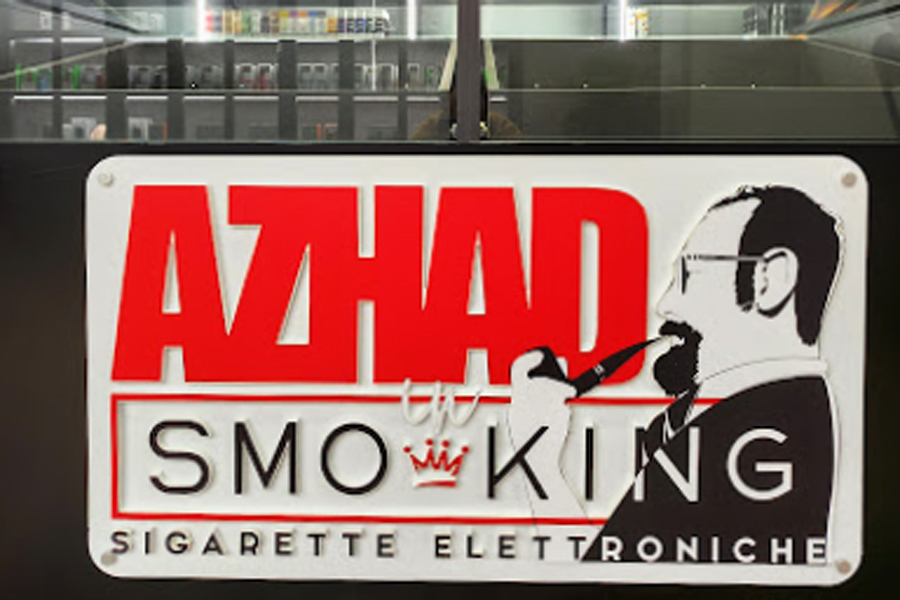 AZHAD
in
SMOKING
SIGARETTE ELETTRONICHE